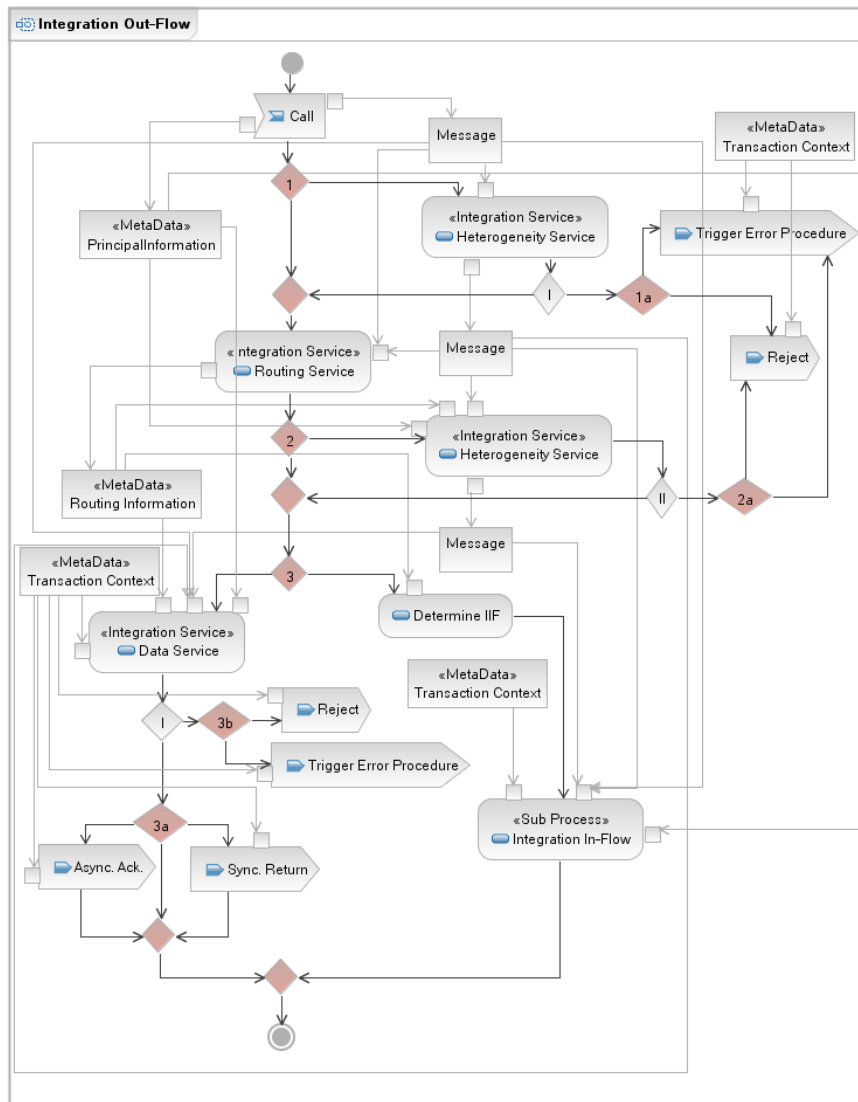 Integration Out-Flow
Call
Message
«MetaData»
Transaction Context
1
«MetaData»
PrincipalInformation
«Integration Service»
Heterogeneity Service
Trigger Error Procedure
I
1a
« ntegration Service»
Routing Service
Message
Reject
2
«Integration Service»
Heterogeneity Service
«MetaData»
Routing Information
II
2a
Message
«MetaData»
Transaction Context
3
Determine IIF
«Integration Service»
Data Service
«MetaData»
Transaction Context
I
3b
Reject
Trigger Error Procedure
3a
«Sub Process»
Integration In-Flow
Async. Ack.
Sync. Return